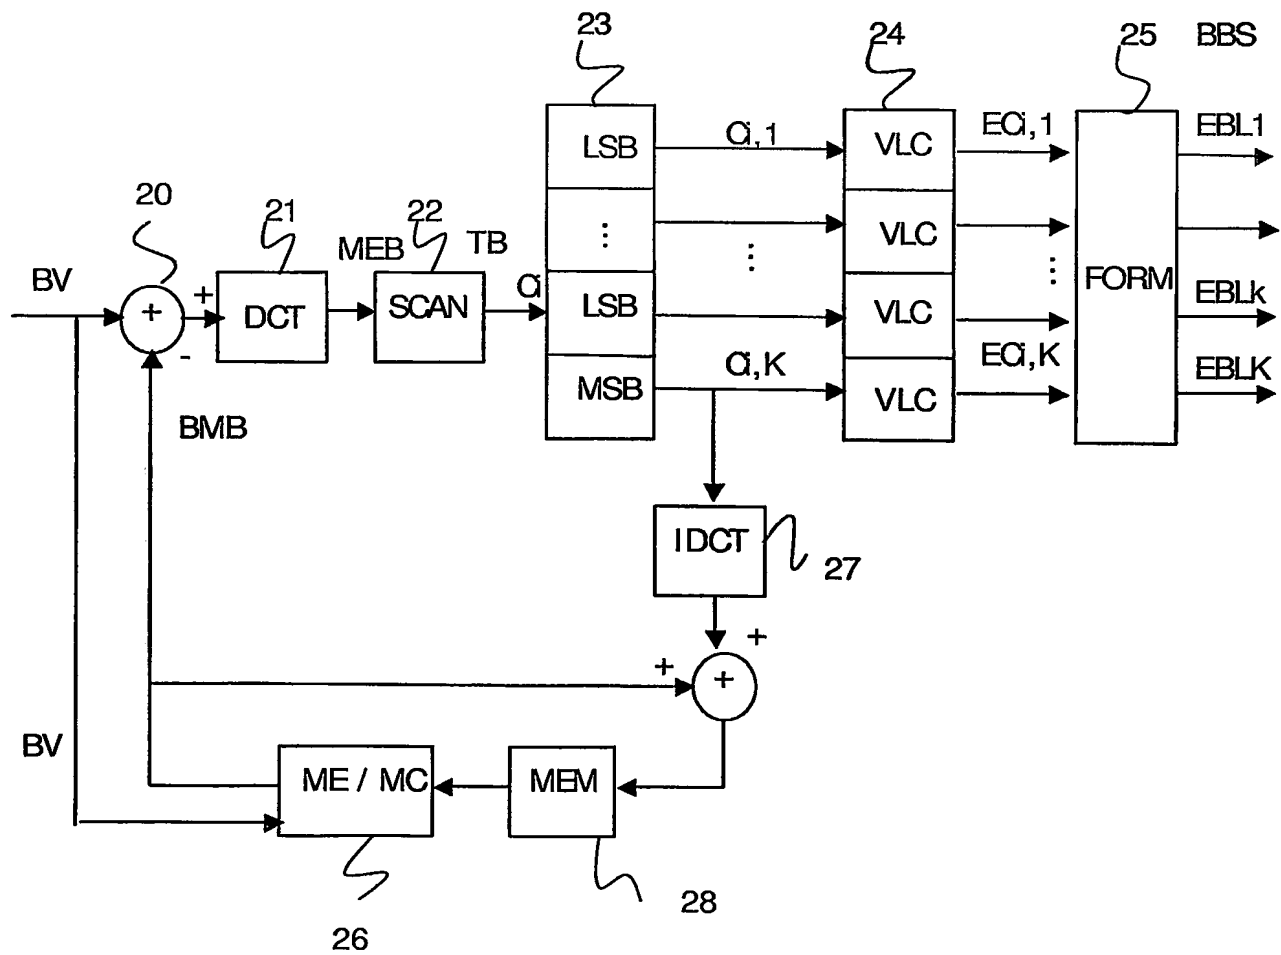 23
24
25 BBS
LSB Ci,1 VLC ECi,1 EBL1
20
21
22
MEB
TB
... ... VLC ...
BV + + DCT SCAN Ci LSB VLC FORM EBLk
-
BMB
MSB Ci,K VLC ECi,K EBLK
IDCT
27
+
+ +
BV
ME / MC MEM
26
28